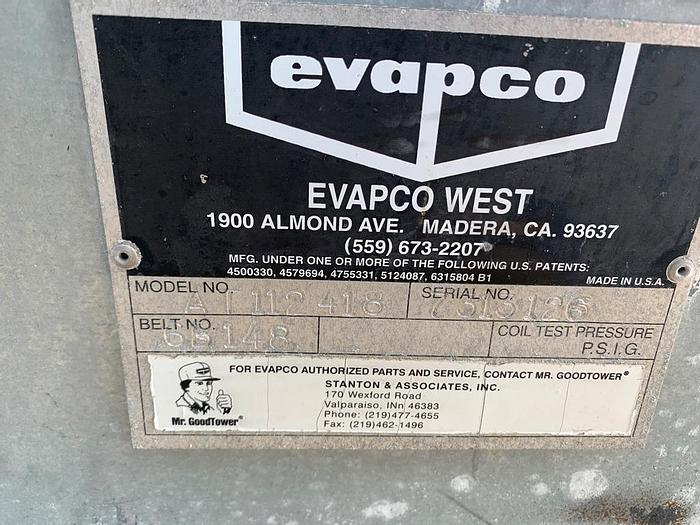 evapco
EVAPCO WEST
1900 ALMOND AVE. MADERA, CA. 93637
(559) 673-2207
MFG. UNDER ONE OR MORE OF THE FOLLOWING U.S. PATENTS:
4500330, 4579694, 4755331, 5124087, 6315804 B1
MADE IN U.S.A.
MODEL NO. AT 112 418 SERIAL NO.
BELT NO. COIL TEST PRESSURE
P.S.I.G.
FOR EVAPCO AUTHORIZED PARTS AND SERVICE, CONTACT MR. GOODTOWER®
STANTON & ASSOCIATES, INC.
170 Wexford Road
Valparaiso, INn 46383
Phone: (219)477-4655
Fax: (219)462-1496
Mr. GoodTower®